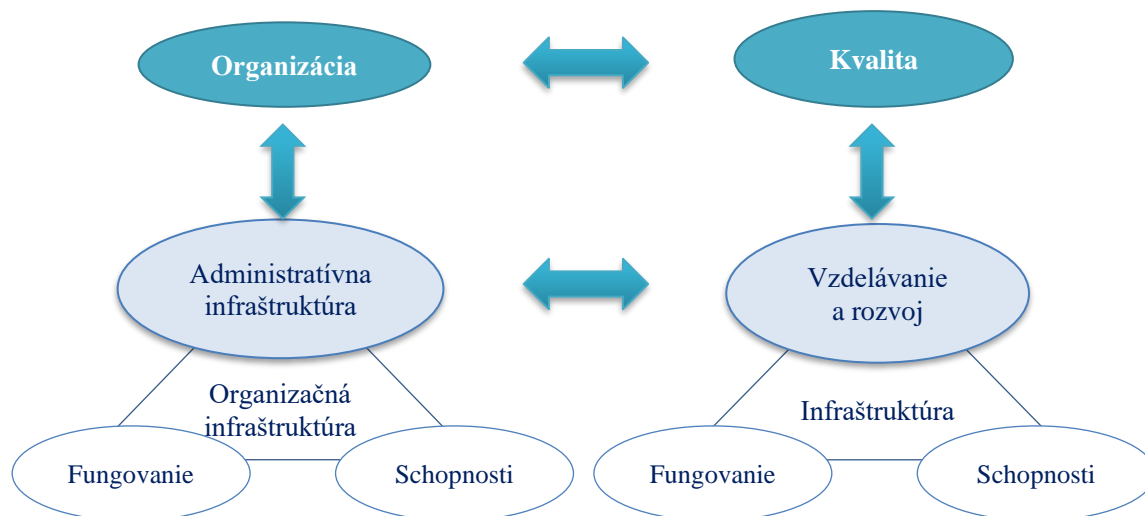 Organizácia
Kvalita
Administratívna
infraštruktúra
Vzdelávanie
a rozvoj
Organizačná
infraštruktúra
Infraštruktúra
Fungovanie
Schopnosti
Fungovanie
Schopnosti